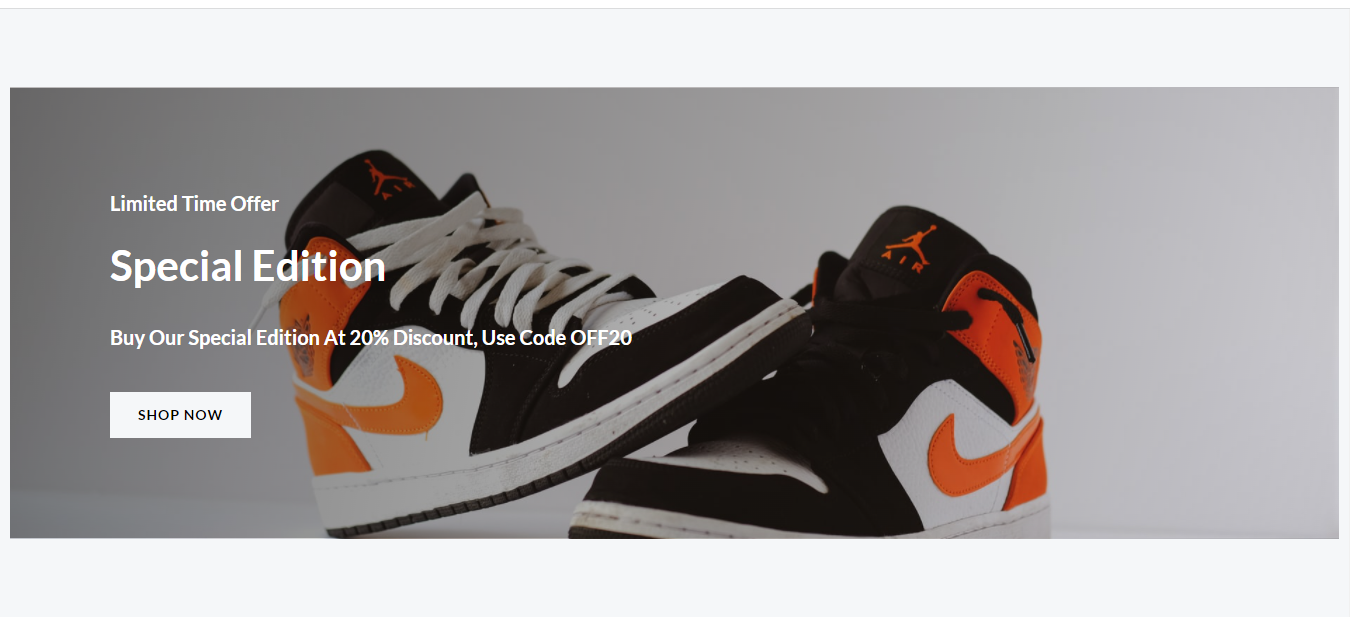 Limited Time Offer
Special Edition
Buy Our Special Edition At 20% Discount, Use Code OFF20
SHOP NOW
AIR
AIR